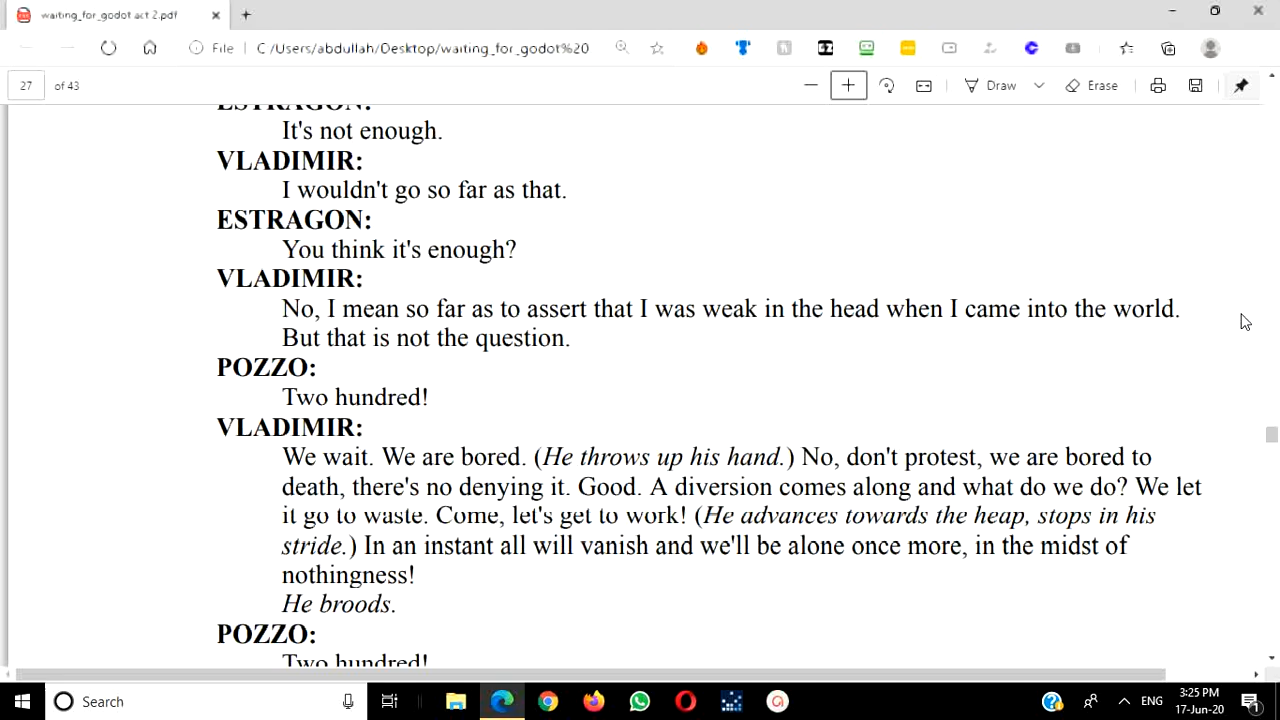 waiting_for_godot act 2.pdf
File
C:/Users/abdullah/Desktop/waiting_for_godot%20
27 of 43
Draw
Erase
ESTRAGON:
It's not enough.
VLADIMIR:
I wouldn't go so far as that.
ESTRAGON:
You think it's enough?
VLADIMIR:
No, I mean so far as to assert that I was weak in the head when I came into the world.
But that is not the question.
POZZO:
Two hundred!
VLADIMIR:
We wait. We are bored. (He throws up his hand.) No, don't protest, we are bored to
death, there's no denying it. Good. A diversion comes along and what do we do? We let
it go to waste. Come, let's get to work! (He advances towards the heap, stops in his
stride.) In an instant all will vanish and we'll be alone once more, in the midst of
nothingness!
He broods.
POZZO:
Two hundred!
Search
ENG
3:25 PM
17-Jun-20